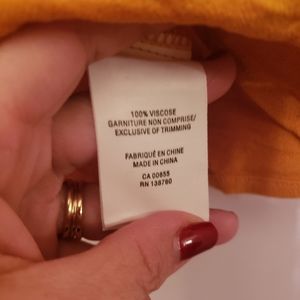 100% VISCOSE
GARNITURE NON COMPRISE/
EXCLUSIVE OF TRIMMING
FABRIQUÉ EN CHINE
MADE IN CHINA
CA 00855
RN 138780